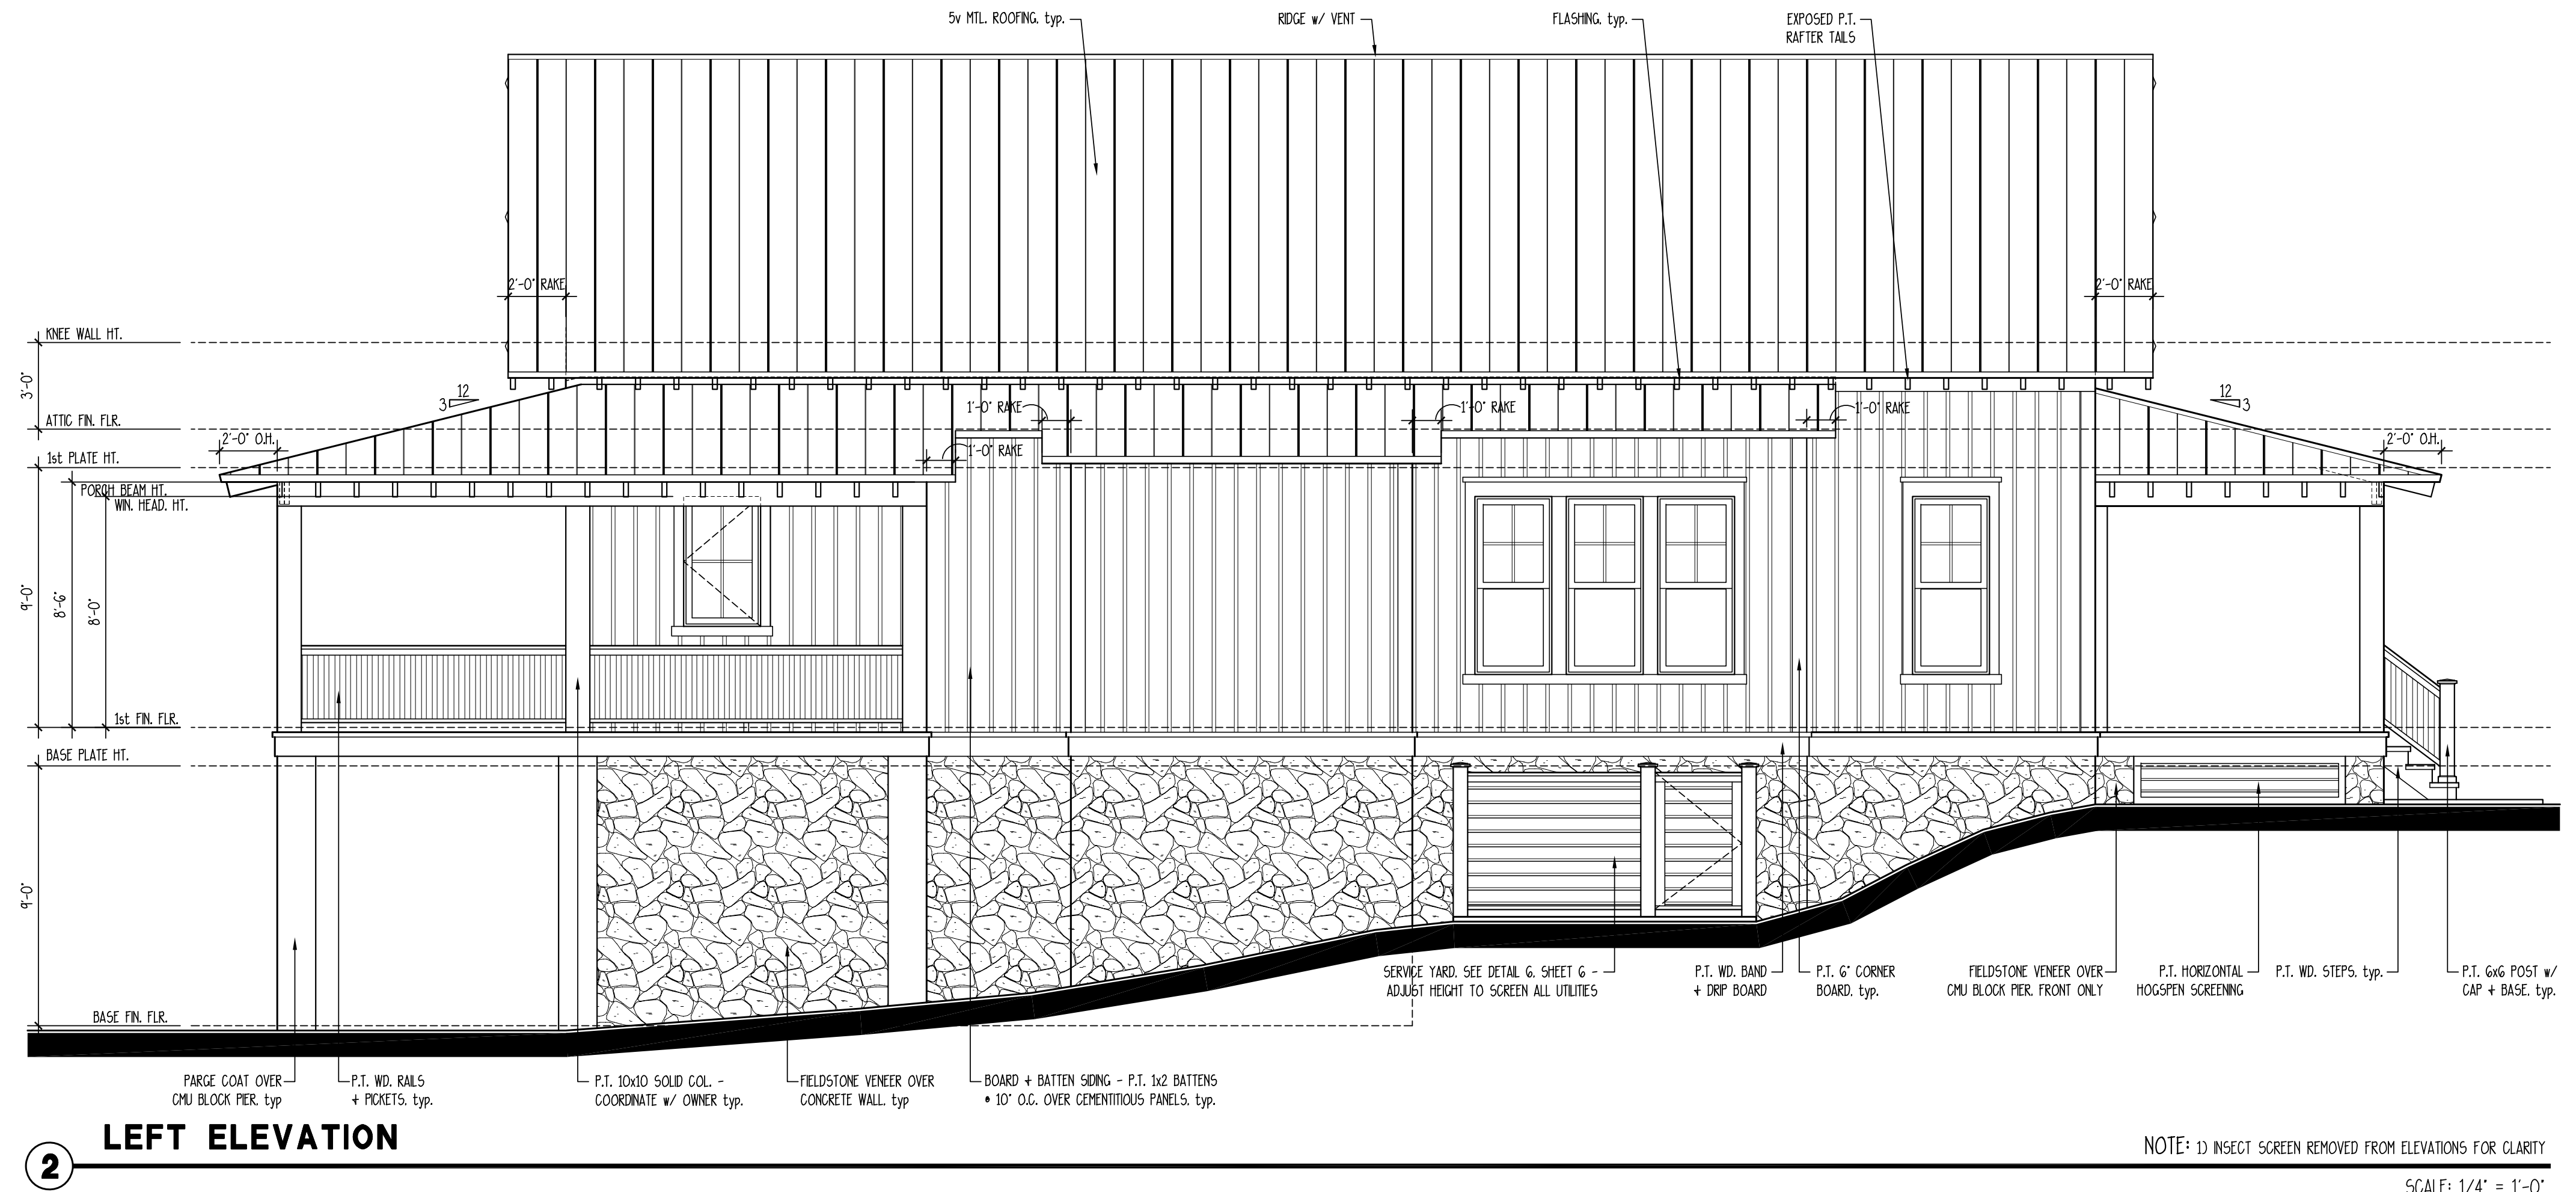 5v MTL. ROOFING, typ.
RIDGE w/ VENT
FLASHING, typ.
EXPOSED P.T.
RAFTER TAILS
2'-0" RAKE
2'-0" RAKE
KNEE WALL HT.
3'-0"
ATTIC FIN. FLR.
12
3
12
3
1'-0" RAKE
1'-0" RAKE
1'-0" RAKE
2'-0" O.H.
2'-0" O.H.
1'-0" RAKE
1st PLATE HT.
PORCH BEAM HT.
WIN. HEAD. HT.
9'-0"
8'-6"
8'-0"
1st FIN. FLR.
BASE PLATE HT.
9'-0"
BASE FIN. FLR.
SERVICE YARD, SEE DETAIL 6, SHEET 6 -
ADJUST HEIGHT TO SCREEN ALL UTILITIES
P.T. WD. BAND
+ DRIP BOARD
P.T. 6" CORNER
BOARD, typ.
FIELDSTONE VENEER OVER
CMU BLOCK PIER, FRONT ONLY
P.T. HORIZONTAL
HOGSPEN SCREENING
P.T. WD. STEPS, typ.
P.T. 6x6 POST w/
CAP + BASE, typ.
PARGE COAT OVER
CMU BLOCK PIER, typ
P.T. WD. RAILS
+ PICKETS, typ.
P.T. 10x10 SOLID COL. -
COORDINATE w/ OWNER typ.
FIELDSTONE VENEER OVER
CONCRETE WALL, typ
BOARD + BATTEN SIDING - P.T. 1x2 BATTENS
@ 10" O.C. OVER CEMENTITIOUS PANELS, typ.
2
LEFT ELEVATION
NOTE: 1) INSECT SCREEN REMOVED FROM ELEVATIONS FOR CLARITY
SCALE: 1/4" = 1'-0"